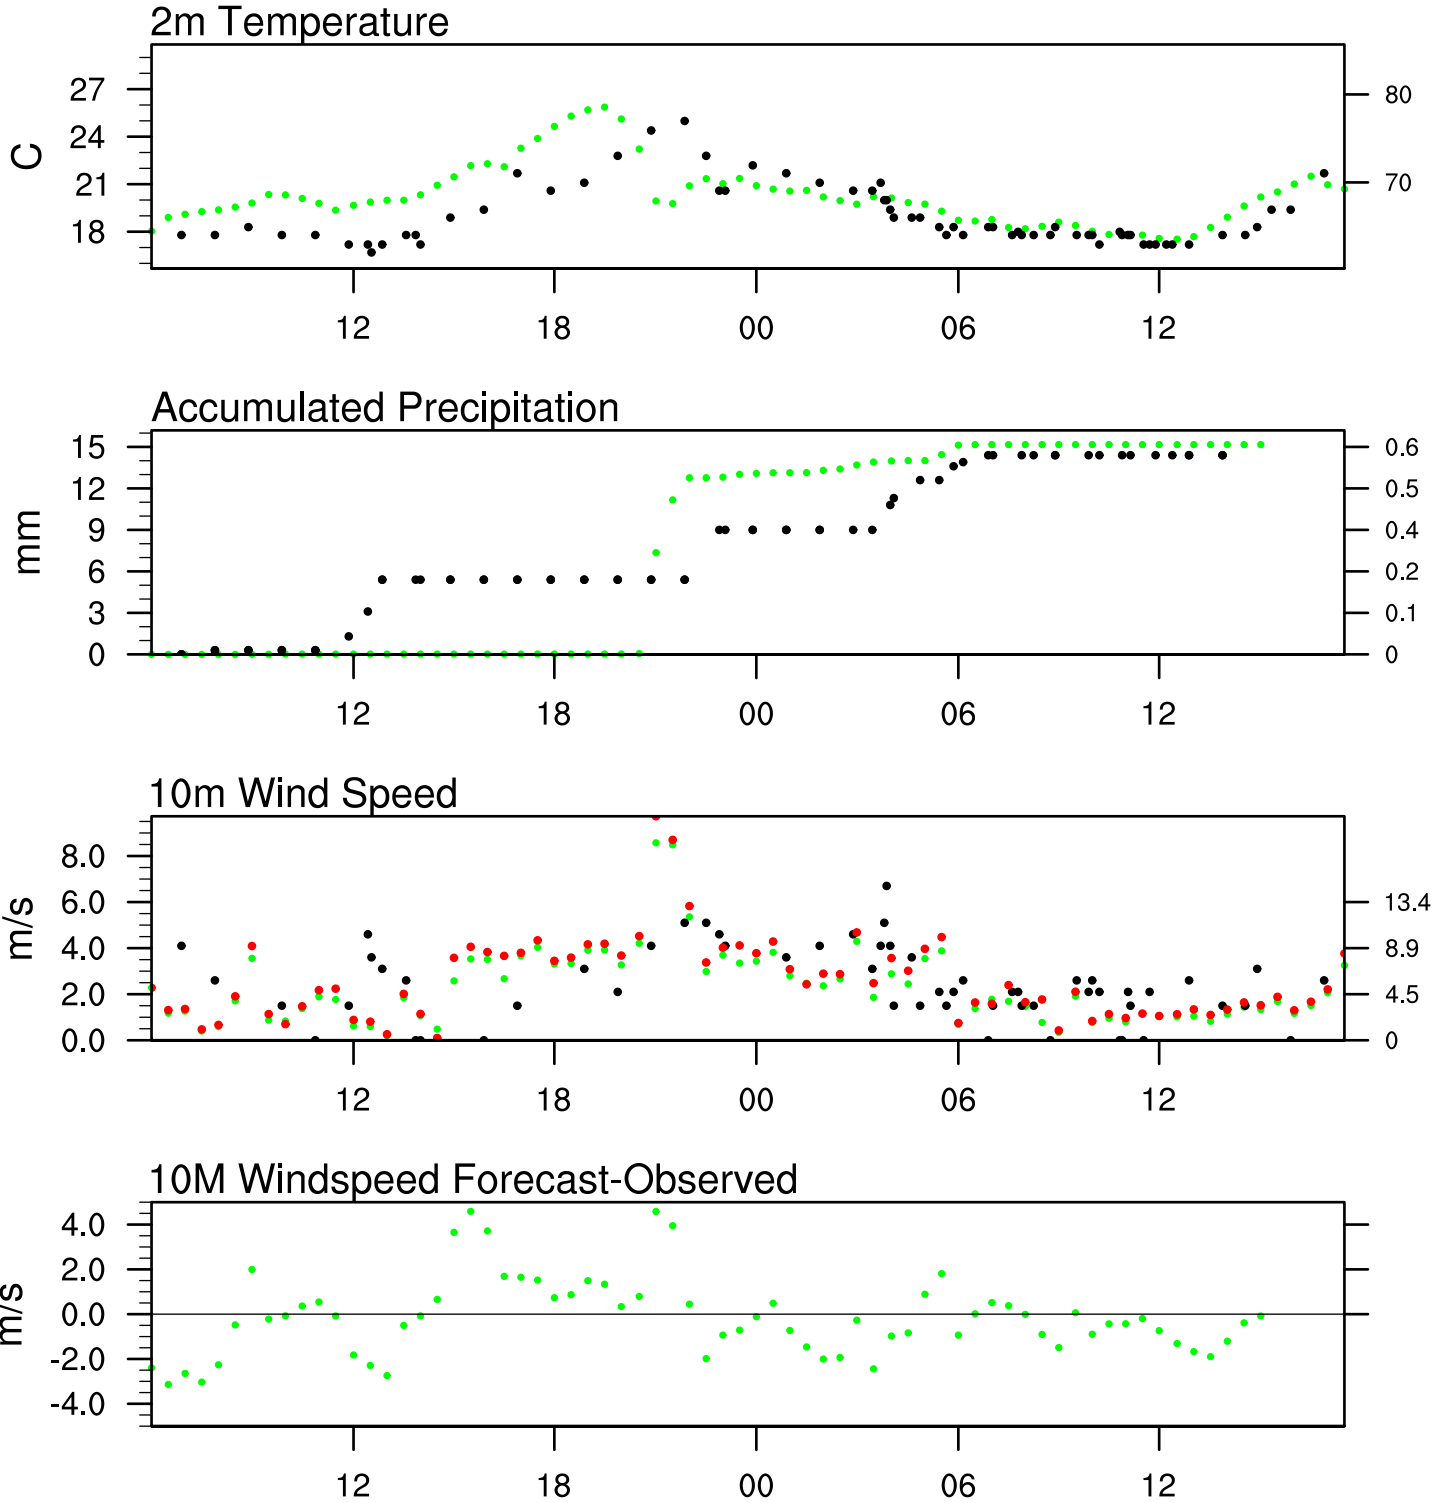 2m Temperature
27
24
21
18
C
80
70
12 18 00 06 12
Accumulated Precipitation
15
12
9
6
3
0
mm
0.6
0.5
0.4
0.2
0.1
0
12 18 00 06 12
10m Wind Speed
8.0
6.0
4.0
2.0
0.0
m/s
13.4
8.9
4.5
0
12 18 00 06 12
10M Windspeed Forecast-Observed
4.0
2.0
0.0
-2.0
-4.0
m/s
12 18 00 06 12